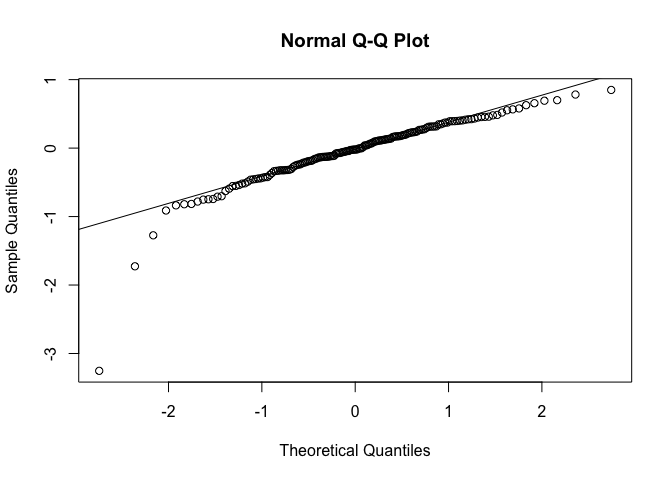 Normal Q-Q Plot
1
0
-1
-2
-3
Sample Quantiles
-2 -1 0 1 2
Theoretical Quantiles